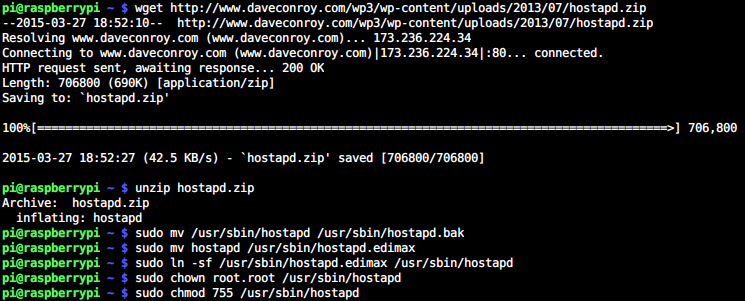 pi@raspberrypi ~ $ wget http://www.daveconroy.com/wp3/wp-content/uploads/2013/07/hostapd.zip
--2015-03-27 18:52:10--  http://www.daveconroy.com/wp3/wp-content/uploads/2013/07/hostapd.zip
Resolving www.daveconroy.com (www.daveconroy.com)... 173.236.224.34
Connecting to www.daveconroy.com (www.daveconroy.com)|173.236.224.34|:80... connected.
HTTP request sent, awaiting response... 200 OK
Length: 706800 (690K) [application/zip]
Saving to: `hostapd.zip'
100%[======================================================================================>] 706,800
2015-03-27 18:52:27 (42.5 KB/s) - `hostapd.zip' saved [706800/706800]
pi@raspberrypi ~ $ unzip hostapd.zip
Archive:  hostapd.zip
  inflating: hostapd
pi@raspberrypi ~ $ sudo mv /usr/sbin/hostapd /usr/sbin/hostapd.bak
pi@raspberrypi ~ $ sudo mv hostapd /usr/sbin/hostapd.edimax
pi@raspberrypi ~ $ sudo ln -sf /usr/sbin/hostapd.edimax /usr/sbin/hostapd
pi@raspberrypi ~ $ sudo chown root.root /usr/sbin/hostapd
pi@raspberrypi ~ $ sudo chmod 755 /usr/sbin/hostapd